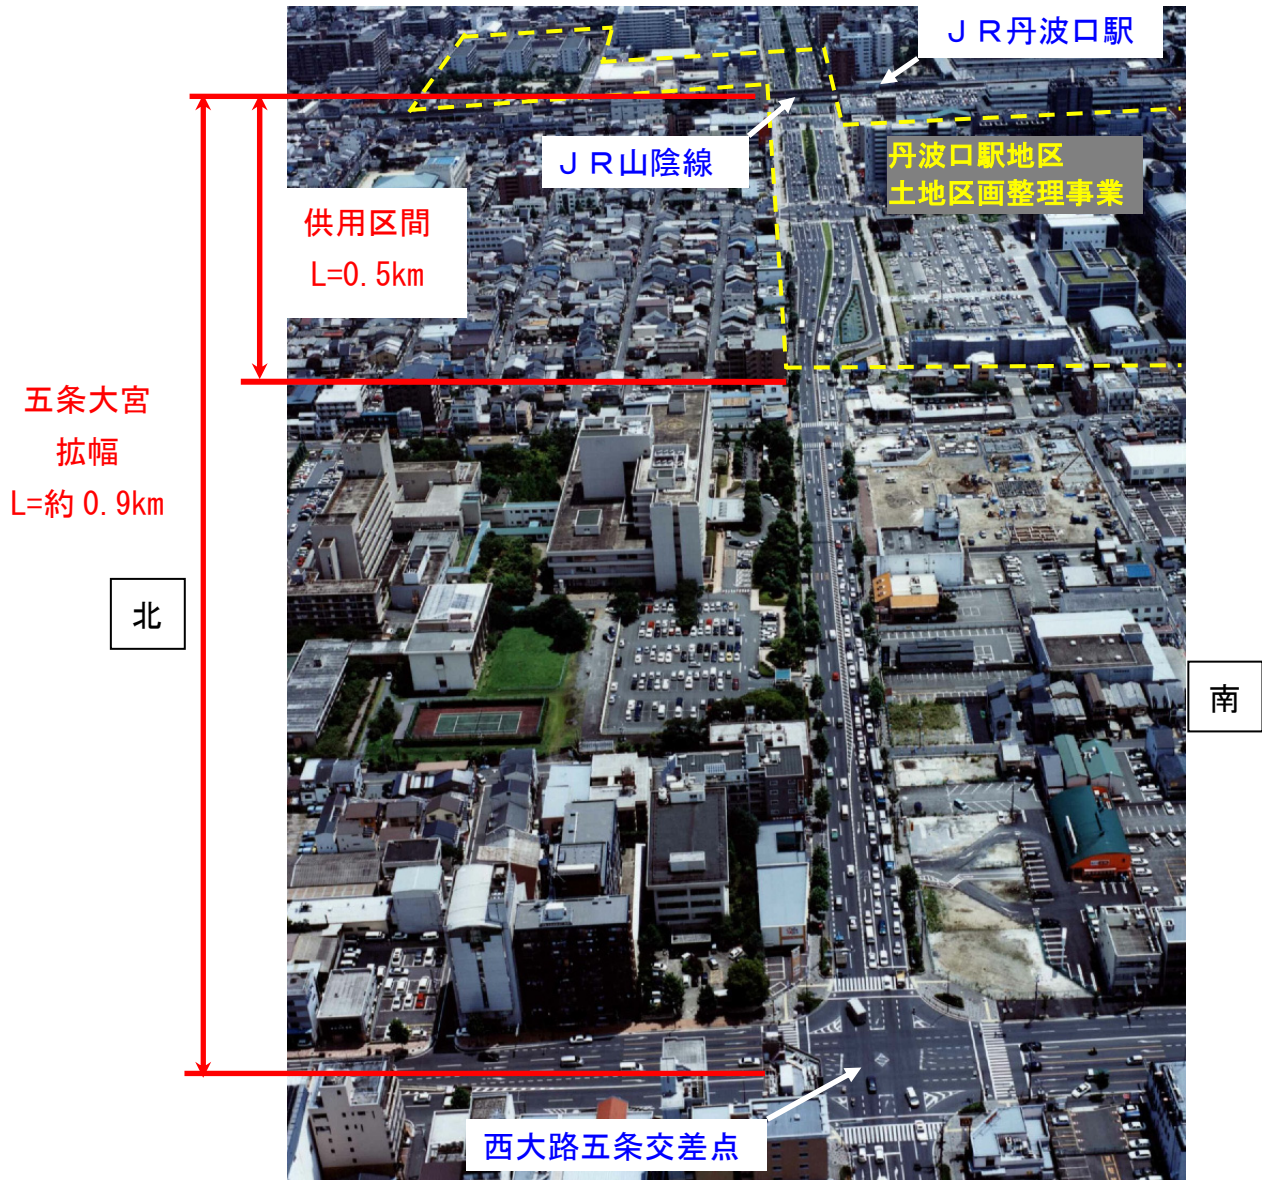 ＪＲ丹波口駅
ＪＲ山陰線
丹波口駅地区
土地区画整理事業
供用区間
L=0.5km
五条大宮
拡幅
L=約0.9km
北
南
西大路五条交差点